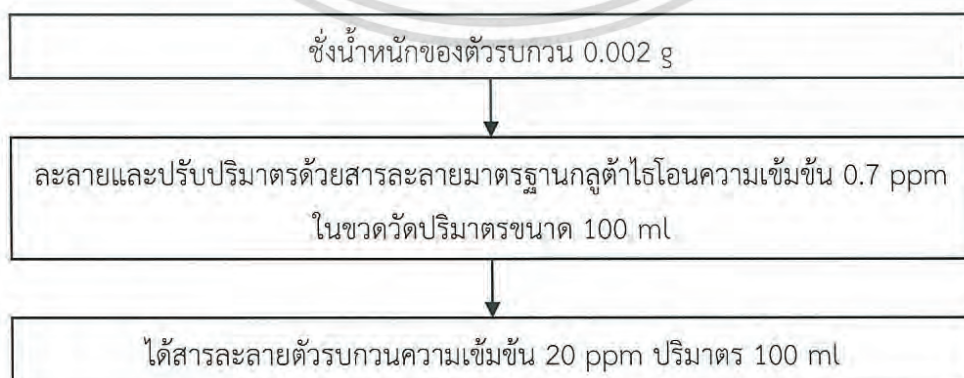 ชั่งน้ำหนักของตัวรบกวน 0.002 g
ละลายและปรับปริมาตรด้วยสารละลายมาตรฐานกลูต้าไธโอนความเข้มข้น 0.7 ppm
ในขวดวัดปริมาตรขนาด 100 ml
ได้สารละลายตัวรบกวนความเข้มข้น 20 ppm ปริมาตร 100 ml